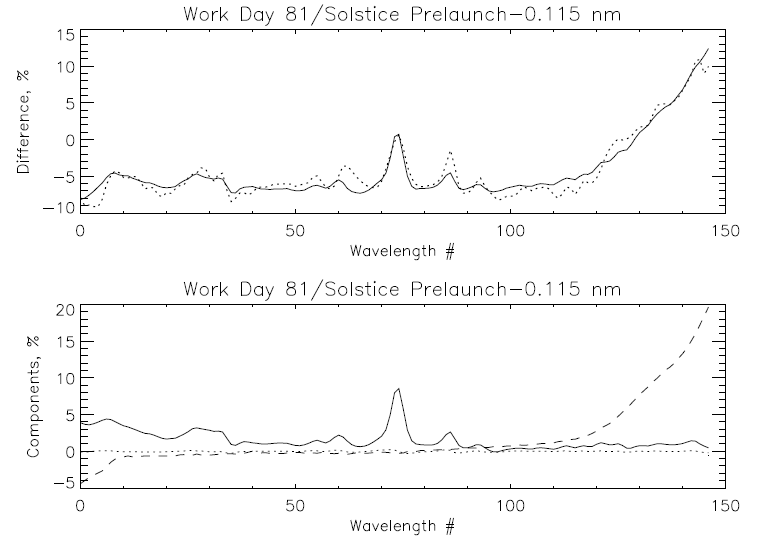 Work Day 81/Solstice Prelaunch-0.115 nm
15
10
5
0
-5
-10
Difference, %
0 50 100 150
Wavelength #
Work Day 81/Solstice Prelaunch-0.115 nm
20
15
10
5
0
-5
Components, %
0 50 100 150
Wavelength #